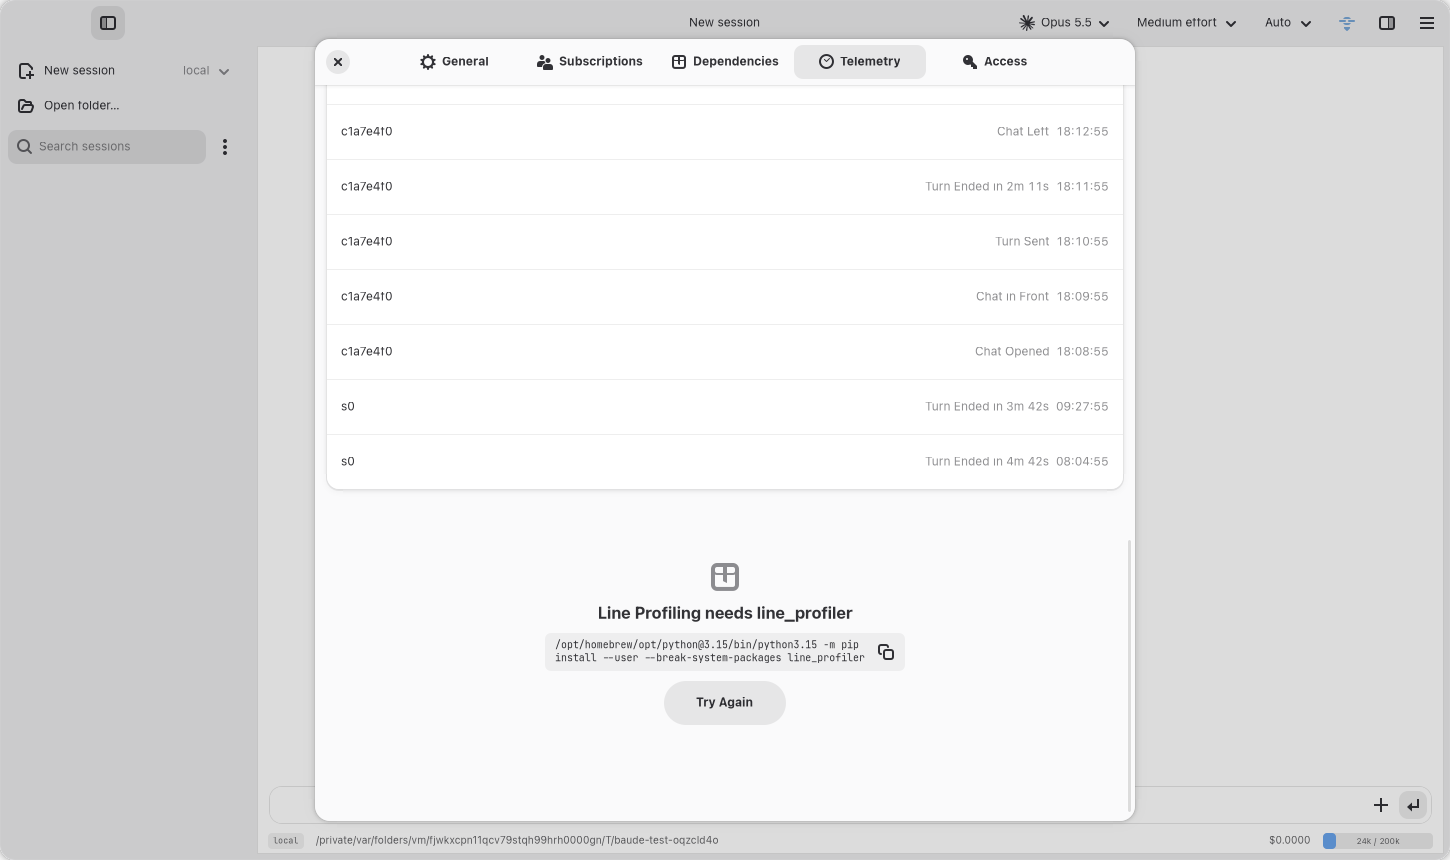 New session
Opus 5.5
Medium effort
Auto
New session
local
Open folder...
Search sessions
General
Subscriptions
Dependencies
Telemetry
Access
c1a7e4f0
Chat Left 18:12:55
c1a7e4f0
Turn Ended in 2m 11s 18:11:55
c1a7e4f0
Turn Sent 18:10:55
c1a7e4f0
Chat in Front 18:09:55
c1a7e4f0
Chat Opened 18:08:55
s0
Turn Ended in 3m 42s 09:27:55
s0
Turn Ended in 4m 42s 08:04:55
Line Profiling needs line_profiler
/opt/homebrew/opt/python@3.15/bin/python3.15 -m pip
install --user --break-system-packages line_profiler
Try Again
local
/private/var/folders/vm/fjwkxcpn11qcv79stqh99hrh0000gn/T/baude-test-oqzcld4o
$0.0000
24k / 200k